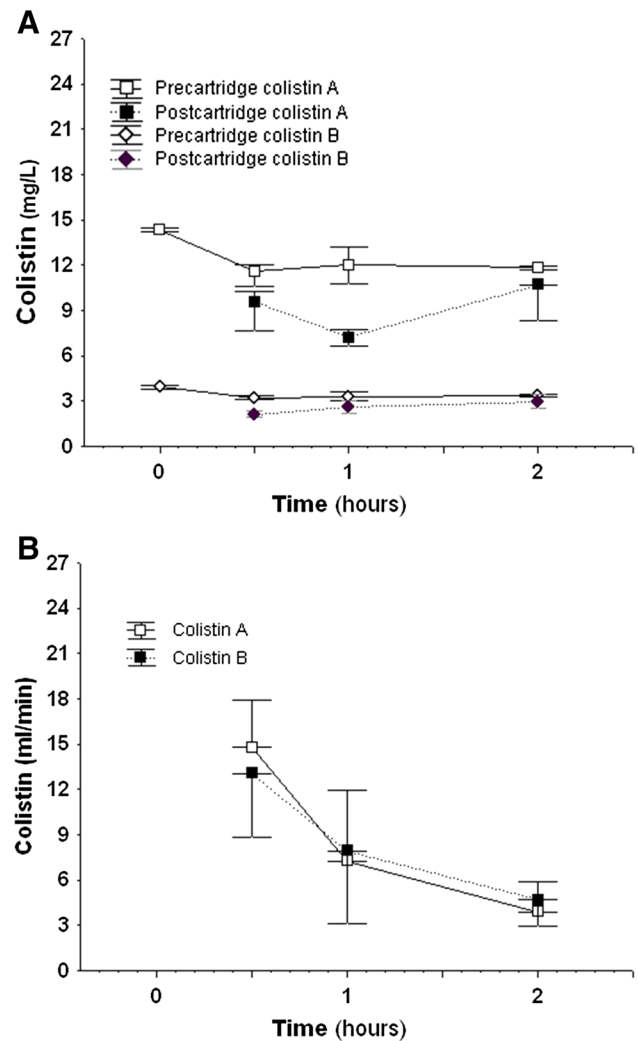 A
27
24
21
18
15
12
9
6
3
0
Colistin (mg/L)
Precartridge colistin A
Postcartridge colistin A
Precartridge colistin B
Postcartridge colistin B
0 1 2
Time (hours)
B
27
24
21
18
15
12
9
6
3
0
Colistin (ml/min)
Colistin A
Colistin B
0 1 2
Time (hours)